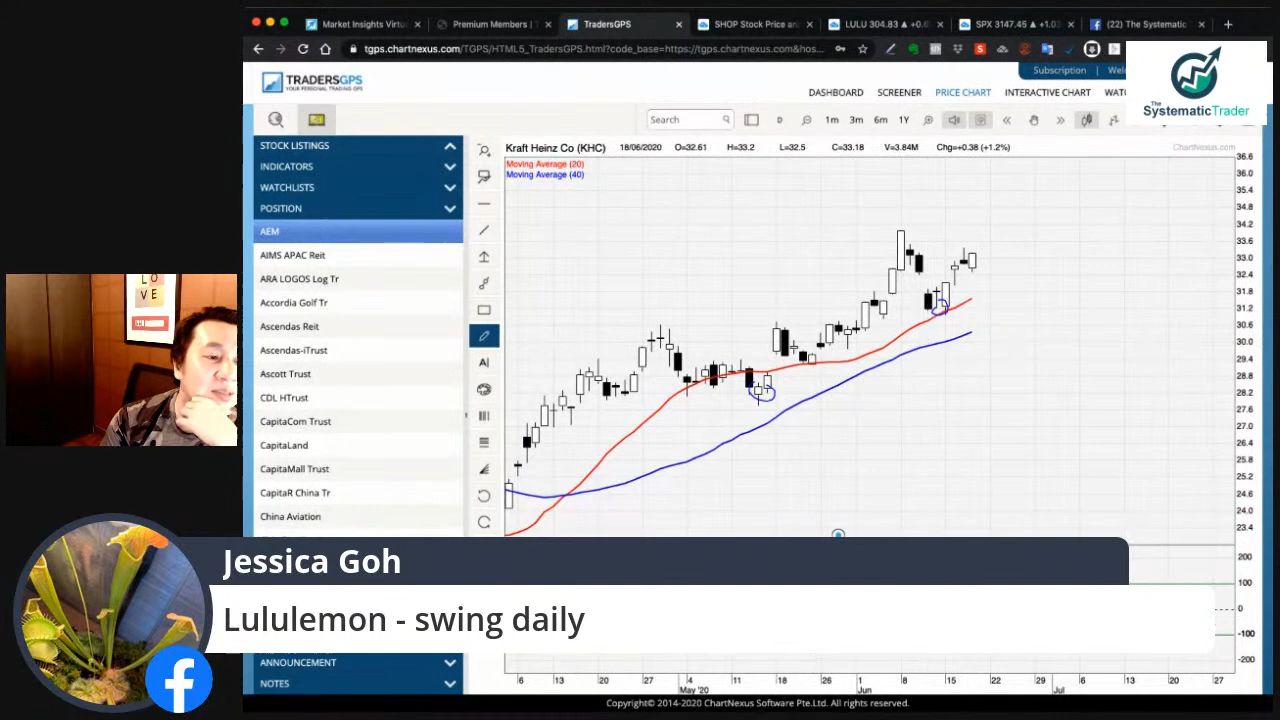 Market Insights Virtu
Premium Members | T
TradersGPS
SHOP Stock Price an
LULU 304.83 ▲ +0.6
SPX 3147.45 ▲ +1.03
(22) The Systematic T
tgps.chartnexus.com/TGPS/HTML5_TradersGPS.html?code_base=https://tgps.chartnexus.com&hos...
TRADERSGPS
YOUR PERSONAL TRADING GPS
Subscription | Welc
DASHBOARD SCREENER PRICE CHART INTERACTIVE CHART WATC
The
SystematicTrader
Search
D 1m 3m 6m 1Y
STOCK LISTINGS
INDICATORS
WATCHLISTS
POSITION
AEM
AIMS APAC Reit
ARA LOGOS Log Tr
Accordia Golf Tr
Ascendas Reit
Ascendas-iTrust
Ascott Trust
CDL HTrust
CapitaCom Trust
CapitaLand
CapitaMall Trust
CapitaR China Tr
China Aviation
ANNOUNCEMENT
NOTES
Kraft Heinz Co (KHC) 18/06/2020 O=32.61 H=33.2 L=32.5 C=33.18 V=3.84M Chg=+0.38 (+1.2%)
ChartNexus.com
Moving Average (20)
Moving Average (40)
36.6
36.0
35.4
34.8
34.2
33.6
33.0
32.4
31.8
31.2
30.6
30.0
29.4
28.8
28.2
27.6
27.0
26.4
25.8
25.2
24.6
24.0
23.4
200
100
0
-100
-200
6 13 20 27 4 11 18 26 1 8 15 22 29 6 13 20 27
May '20 Jun Jul
LO
VE
Jessica Goh
Lululemon - swing daily
Copyright© 2014-2020 ChartNexus Software Pte.Ltd. All rights reserved.